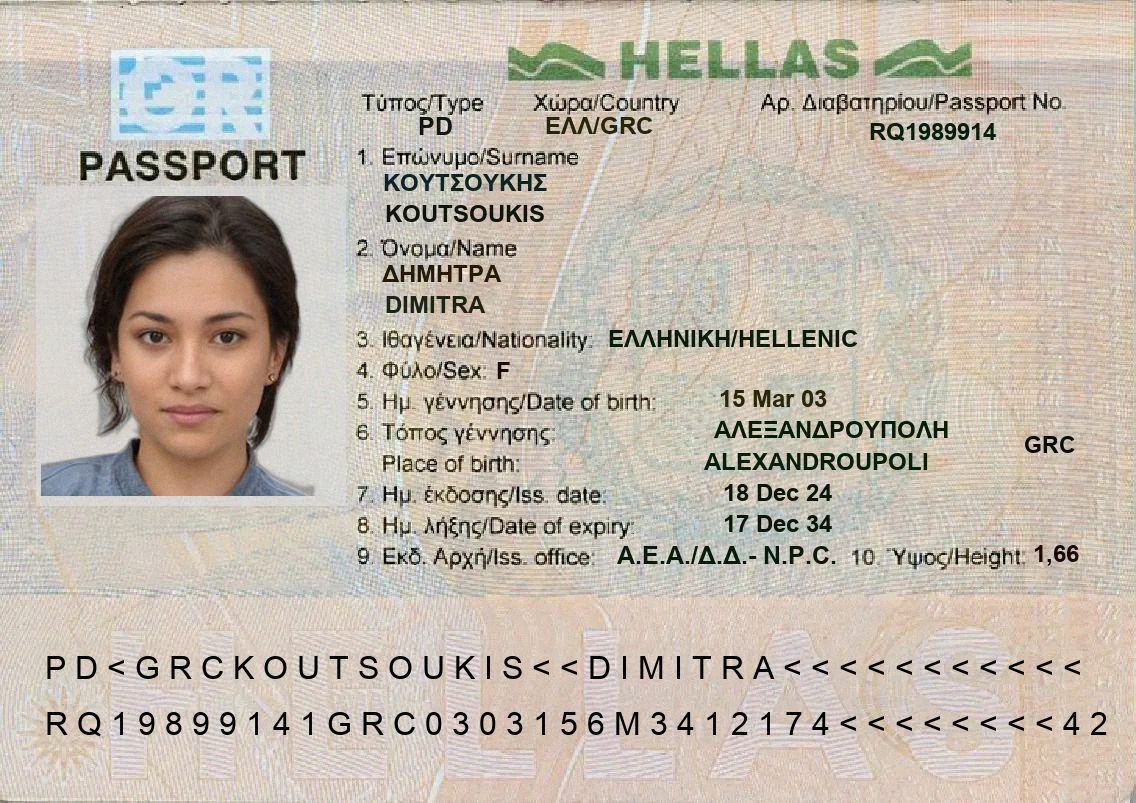 GR
HELLAS
PASSPORT
Τύπος/Type Χώρα/Country Αρ. Διαβατηρίου/Passport No.
PD ΕΛΛ/GRC RQ1989914
1. Επώνυμο/Surname
ΚΟΥΤΣΟΥΚΗΣ
KOUTSOUKIS
2. Όνομα/Name
ΔΗΜΗΤΡΑ
DIMITRA
3. Ιθαγένεια/Nationality: ΕΛΛΗΝΙΚΗ/HELLENIC
4. Φύλο/Sex: F
5. Ημ. γέννησης/Date of birth: 15 Mar 03
6. Τόπος γέννησης: ΑΛΕΞΑΝΔΡΟΥΠΟΛΗ
Place of birth: ALEXANDROUPOLI GRC
7. Ημ. έκδοσης/Iss. date: 18 Dec 24
8. Ημ. λήξης/Date of expiry: 17 Dec 34
9 Εκδ. Αρχή/Iss. office: Α.Ε.Α./Δ.Δ.- N.P.C. 10. Ύψος/Height: 1,66
HELLAS
PD<GRCKOUTSOUKIS<<DIMITRA<<<<<<<<<<<
RQ19899141GRC0303156M3412174<<<<<<<<42